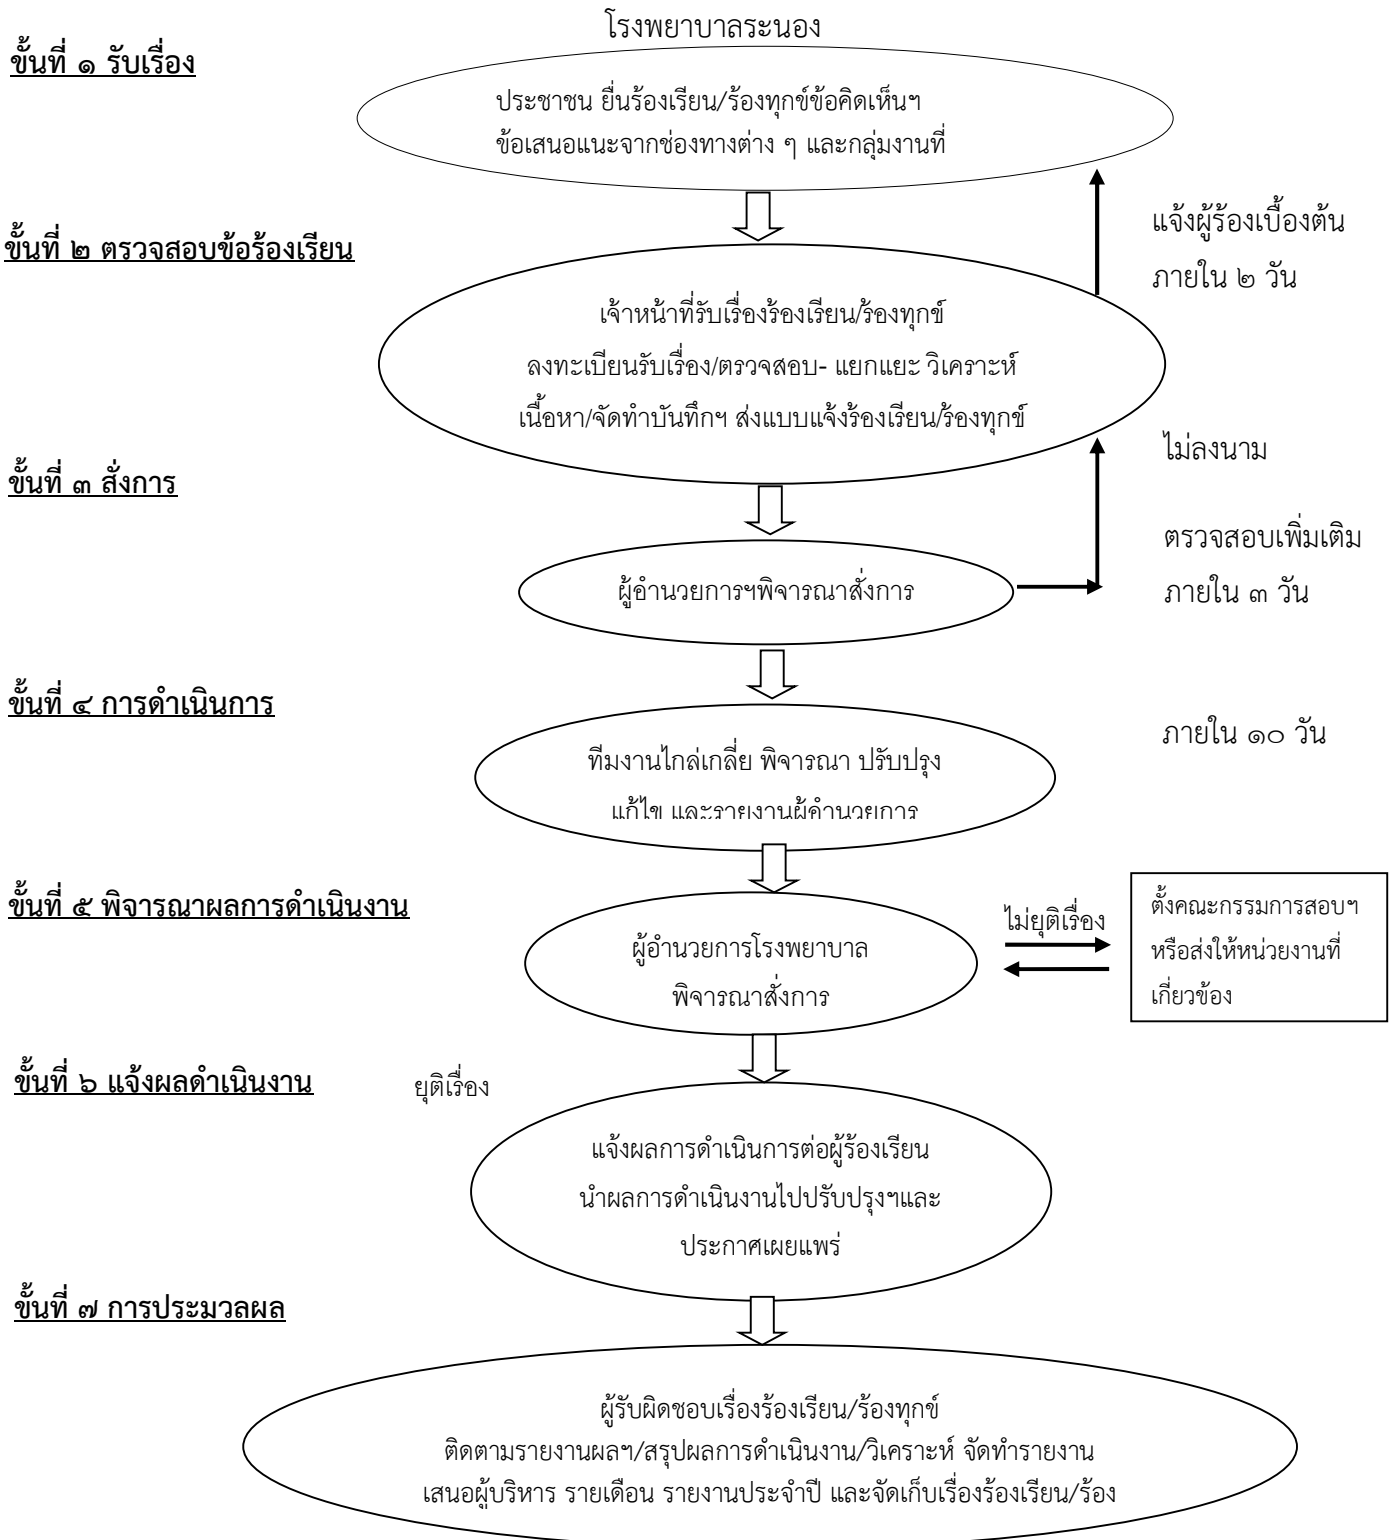 โรงพยาบาลระนอง
ขั้นที่ ๑ รับเรื่อง
ประชาชน ยื่นร้องเรียน/ร้องทุกข์ข้อคิดเห็นฯ
ข้อเสนอแนะจากช่องทางต่าง ๆ และกลุ่มงานที่
แจ้งผู้ร้องเบื้องต้น
ภายใน ๒ วัน
ขั้นที่ ๒ ตรวจสอบข้อร้องเรียน
เจ้าหน้าที่รับเรื่องร้องเรียน/ร้องทุกข์
ลงทะเบียนรับเรื่อง/ตรวจสอบ- แยกแยะ วิเคราะห์
เนื้อหา/จัดทำบันทึกฯ ส่งแบบแจ้งร้องเรียน/ร้องทุกข์
ไม่ลงนาม
ตรวจสอบเพิ่มเติม
ภายใน ๓ วัน
ขั้นที่ ๓ สั่งการ
ผู้อำนวยการฯพิจารณาสั่งการ
ขั้นที่ ๔ การดำเนินการ
ภายใน ๑๐ วัน
ทีมงานไกล่เกลี่ย พิจารณา ปรับปรุง
แก้ไข และรายงานผู้อำนวยการ
ขั้นที่ ๕ พิจารณาผลการดำเนินงาน
ผู้อำนวยการโรงพยาบาล
พิจารณาสั่งการ
ไม่ยุติเรื่อง
ตั้งคณะกรรมการสอบฯ
หรือส่งให้หน่วยงานที่
เกี่ยวข้อง
ขั้นที่ ๖ แจ้งผลดำเนินงาน
ยุติเรื่อง
แจ้งผลการดำเนินการต่อผู้ร้องเรียน
นำผลการดำเนินงานไปปรับปรุงฯและ
ประกาศเผยแพร่
ขั้นที่ ๗ การประมวลผล
ผู้รับผิดชอบเรื่องร้องเรียน/ร้องทุกข์
ติดตามรายงานผลฯ/สรุปผลการดำเนินงาน/วิเคราะห์ จัดทำรายงาน
เสนอผู้บริหาร รายเดือน รายงานประจำปี และจัดเก็บเรื่องร้องเรียน/ร้อง